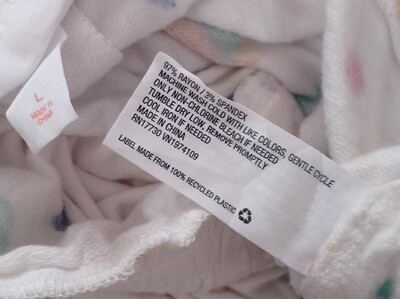 L
MADE IN
CHINA
97% RAYON / 3% SPANDEX
MACHINE WASH COLD WITH LIKE COLORS, GENTLE CYCLE
ONLY NON-CHLORINE BLEACH IF NEEDED
TUMBLE DRY LOW, REMOVE PROMPTLY
COOL IRON IF NEEDED
MADE IN CHINA
RN17730 VN1974109
LABEL MADE FROM 100% RECYCLED PLASTIC